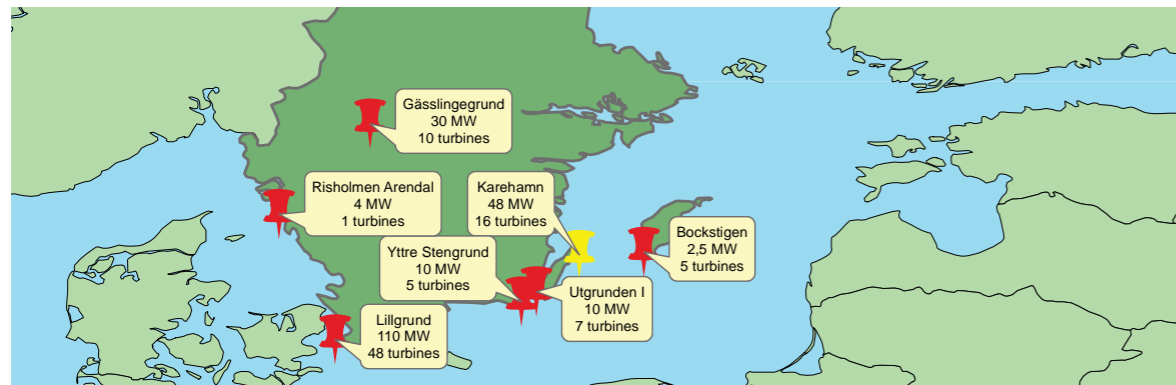 Gässlingegrund
30 MW
10 turbines
Risholmen Arendal
4 MW
1 turbines
Karehamn
48 MW
16 turbines
Bockstigen
2,5 MW
5 turbines
Yttre Stengrund
10 MW
5 turbines
Utgrunden I
10 MW
7 turbines
Lillgrund
110 MW
48 turbines